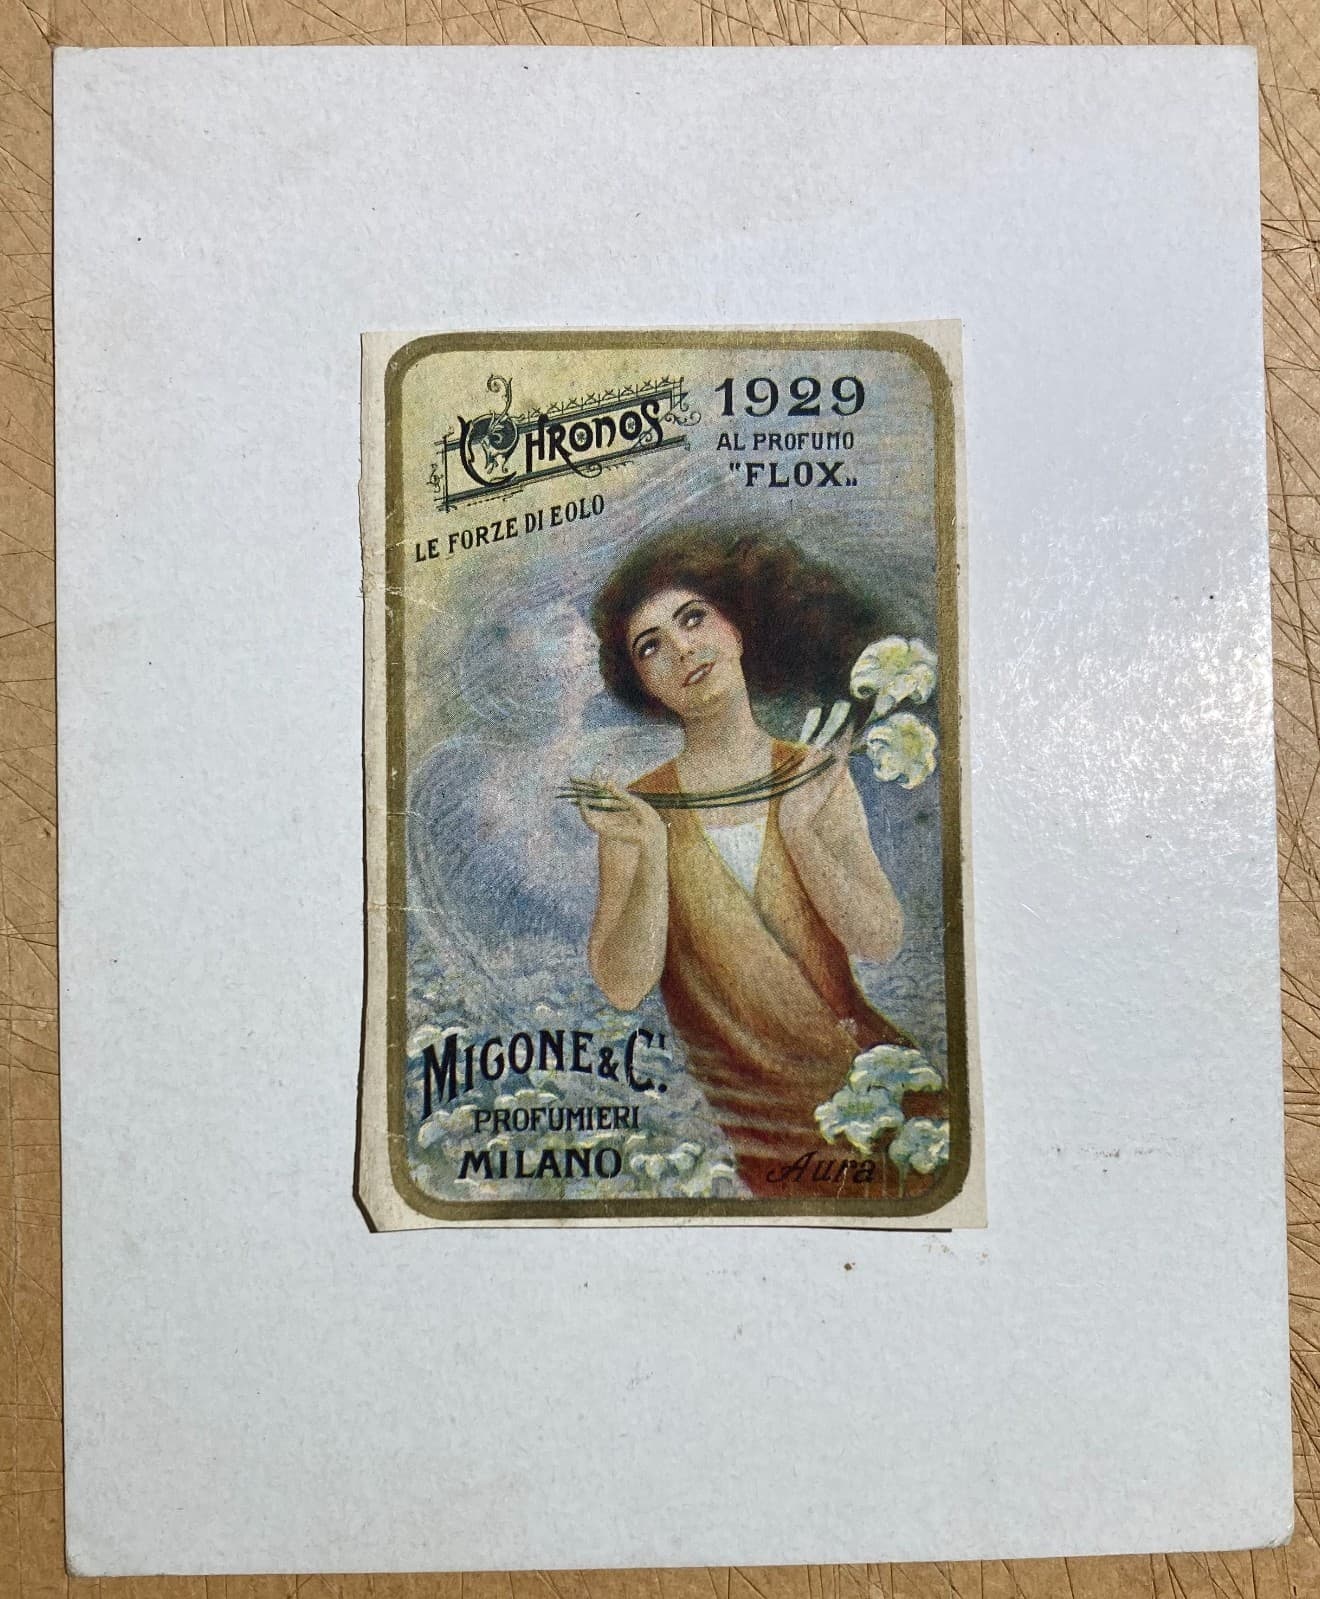 CHRONOS
1929
AL PROFUMO
"FLOX„
LE FORZE DI EOLO
MIGONE & C.i
PROFUMIERI
MILANO
Aura